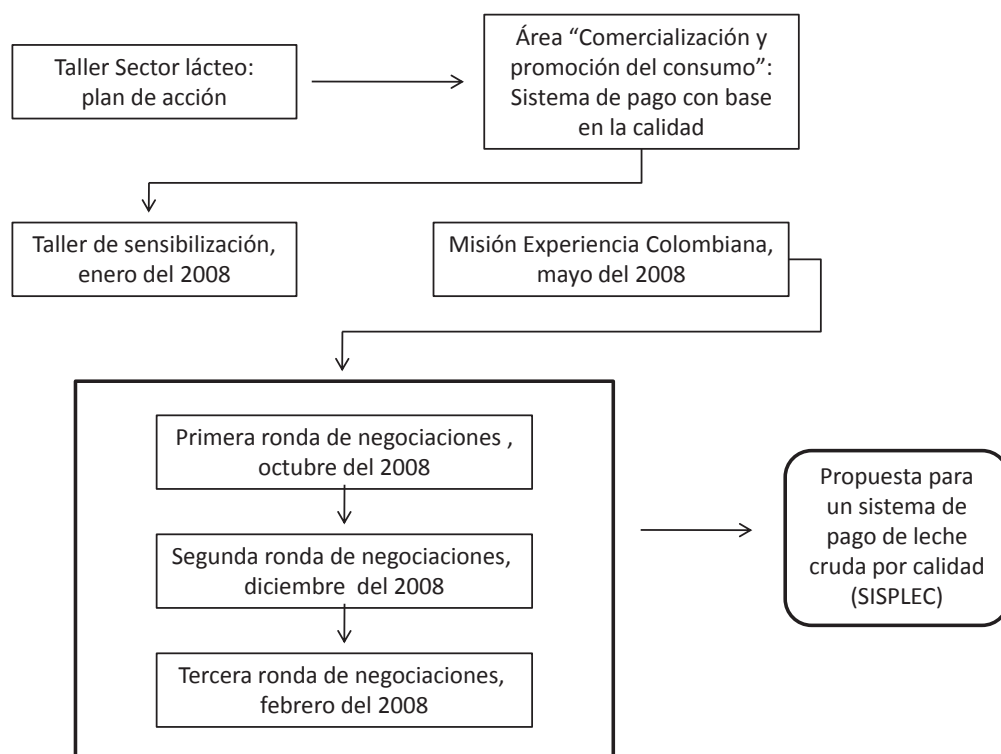 Taller Sector lácteo:
plan de acción
Área “Comercialización y
promoción del consumo”:
Sistema de pago con base
en la calidad
Taller de sensibilización,
enero del 2008
Misión Experiencia Colombiana,
mayo del 2008
Primera ronda de negociaciones ,
octubre del 2008
Segunda ronda de negociaciones,
diciembre  del 2008
Tercera ronda de negociaciones,
febrero del 2008
Propuesta para
un sistema de
pago de leche
cruda por calidad
(SISPLEC)